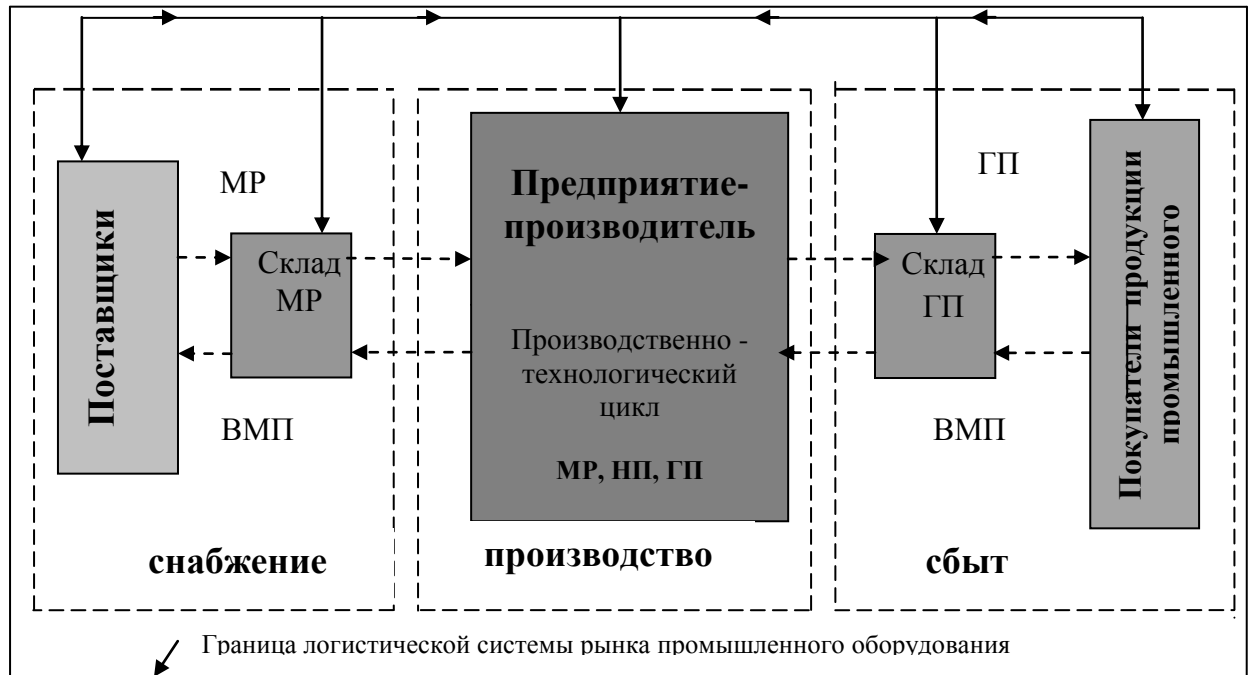 МР
ГП
Поставщики
Склад
МР
Предприятие-
производитель
Производственно -
технологический
цикл
МР, НП, ГП
Склад
ГП
Покупатели продукции
промышленного
ВМП
ВМП
снабжение
производство
сбыт
Граница логистической системы рынка промышленного оборудования